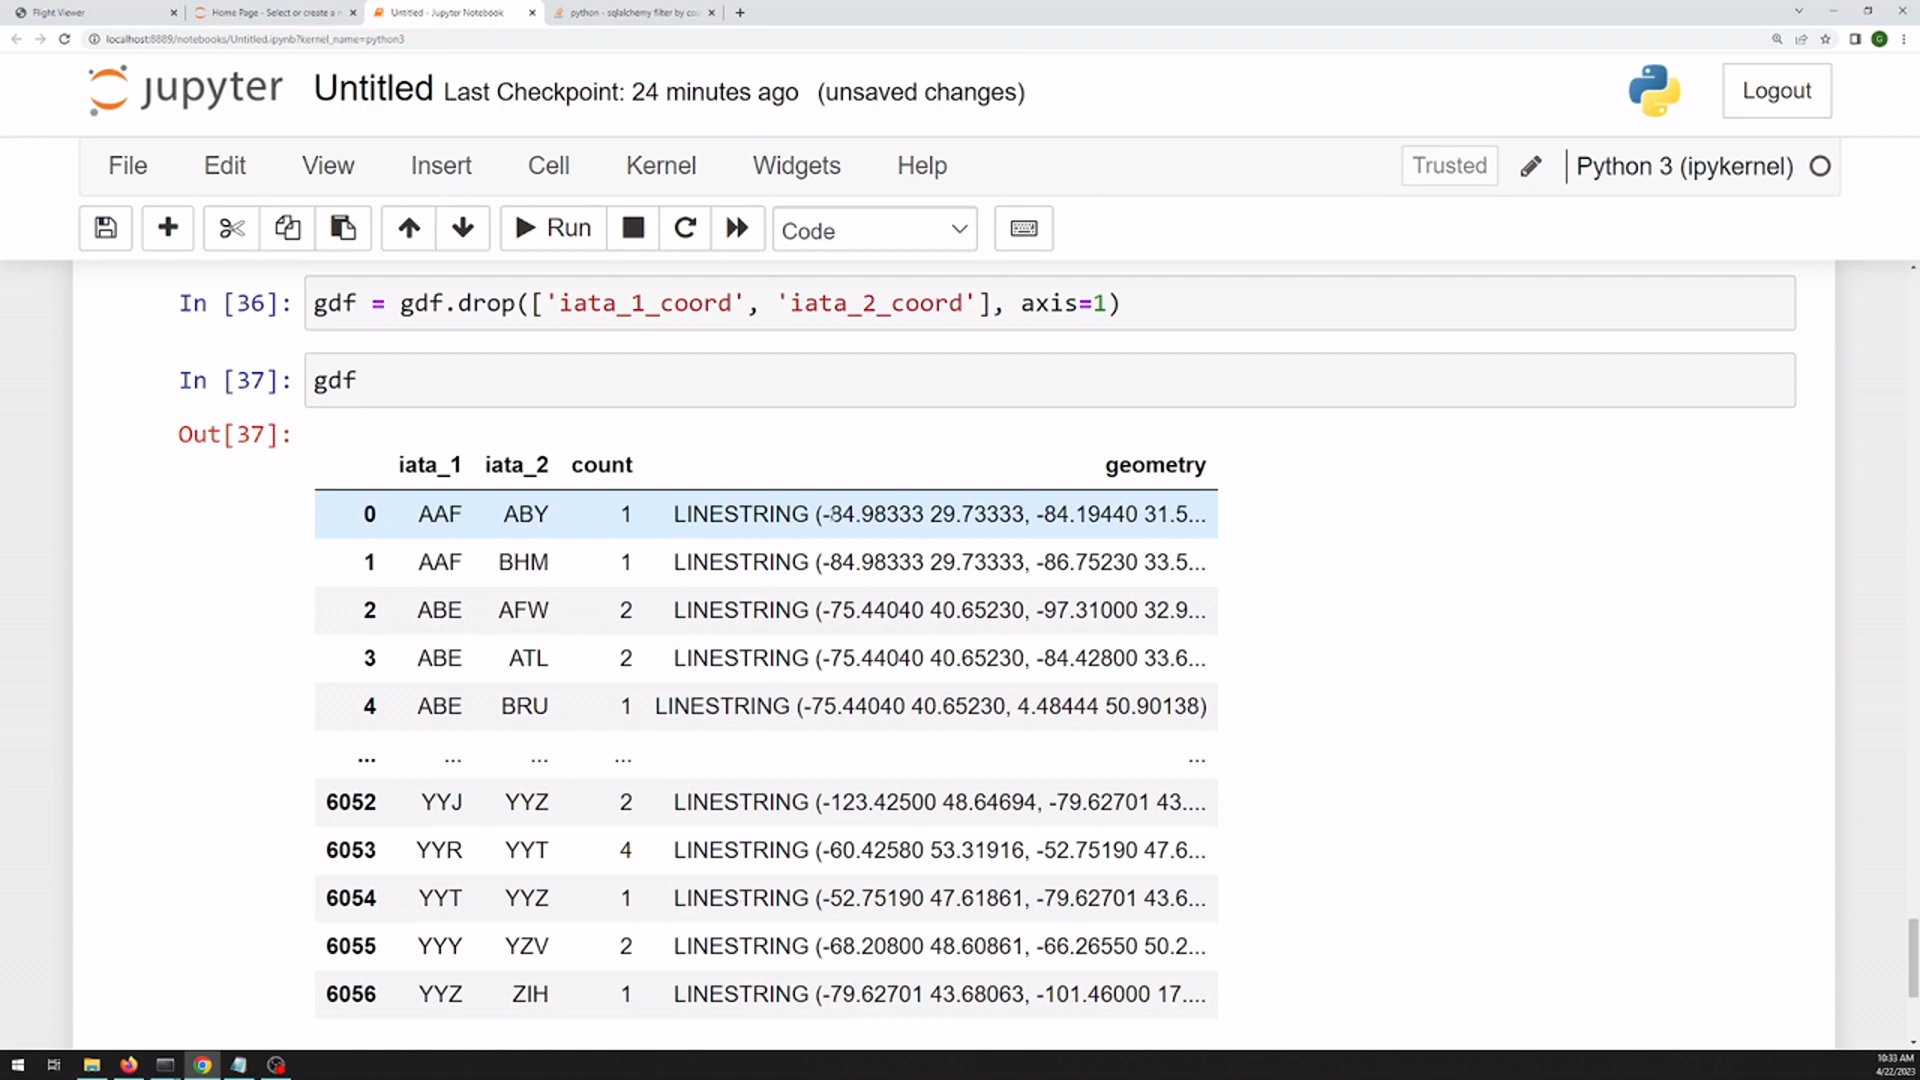 Flight Viewer
Home Page - Select or create a n
Untitled - Jupyter Notebook
python - sqlalchemy filter by cou
localhost:8889/notebooks/Untitled.ipynb?kernel_name=python3
jupyter Untitled Last Checkpoint: 24 minutes ago (unsaved changes)
Logout
File Edit View Insert Cell Kernel Widgets Help
Trusted
Python 3 (ipykernel)
Run
Code
In [36]: gdf = gdf.drop(['iata_1_coord', 'iata_2_coord'], axis=1)
In [37]: gdf
Out[37]:
iata_1 iata_2 count geometry
0 AAF ABY 1 LINESTRING (-84.98333 29.73333, -84.19440 31.5...
1 AAF BHM 1 LINESTRING (-84.98333 29.73333, -86.75230 33.5...
2 ABE AFW 2 LINESTRING (-75.44040 40.65230, -97.31000 32.9...
3 ABE ATL 2 LINESTRING (-75.44040 40.65230, -84.42800 33.6...
4 ABE BRU 1 LINESTRING (-75.44040 40.65230, 4.48444 50.90138)
... ... ... ... ...
6052 YYJ YYZ 2 LINESTRING (-123.42500 48.64694, -79.62701 43....
6053 YYR YYT 4 LINESTRING (-60.42580 53.31916, -52.75190 47.6...
6054 YYT YYZ 1 LINESTRING (-52.75190 47.61861, -79.62701 43.6...
6055 YYY YZV 2 LINESTRING (-68.20800 48.60861, -66.26550 50.2...
6056 YYZ ZIH 1 LINESTRING (-79.62701 43.68063, -101.46000 17....
10:33 AM
4/22/2023